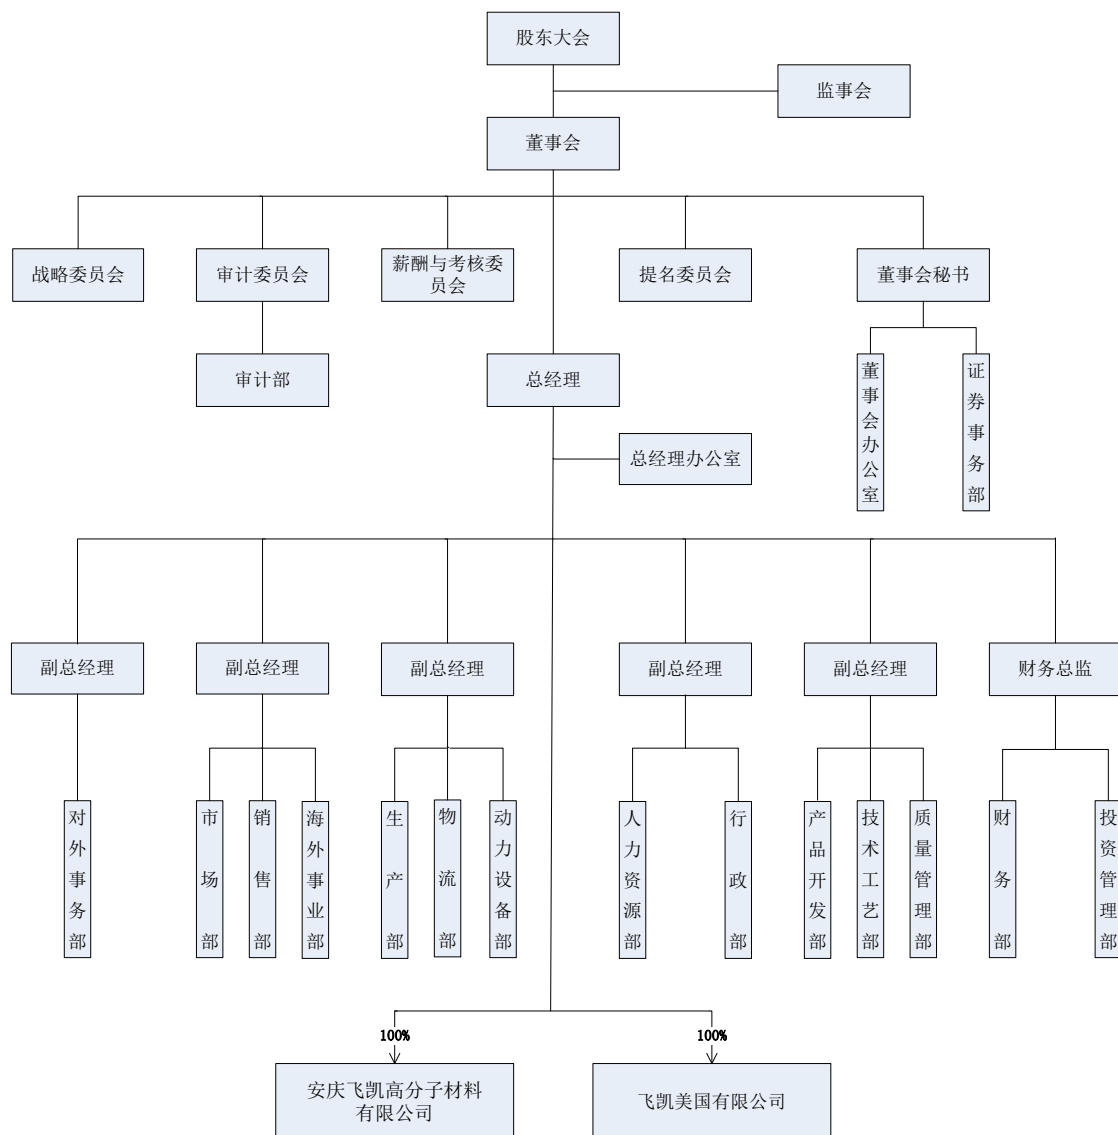 股东大会
监事会
董事会
战略委员会
审计委员会
薪酬与考核委
员会
提名委员会
董事会秘书
审计部
总经理
董事会办公室
证券事务部
总经理办公室
副总经理
副总经理
副总经理
副总经理
副总经理
财务总监
对外事务部
市场部
销售部
海外事业部
生产部
物流部
动力设备部
人力资源部
行政部
产品开发部
技术工艺部
质量管理部
财务部
投资管理部
100%
100%
安庆飞凯高分子材料
有限公司
飞凯美国有限公司